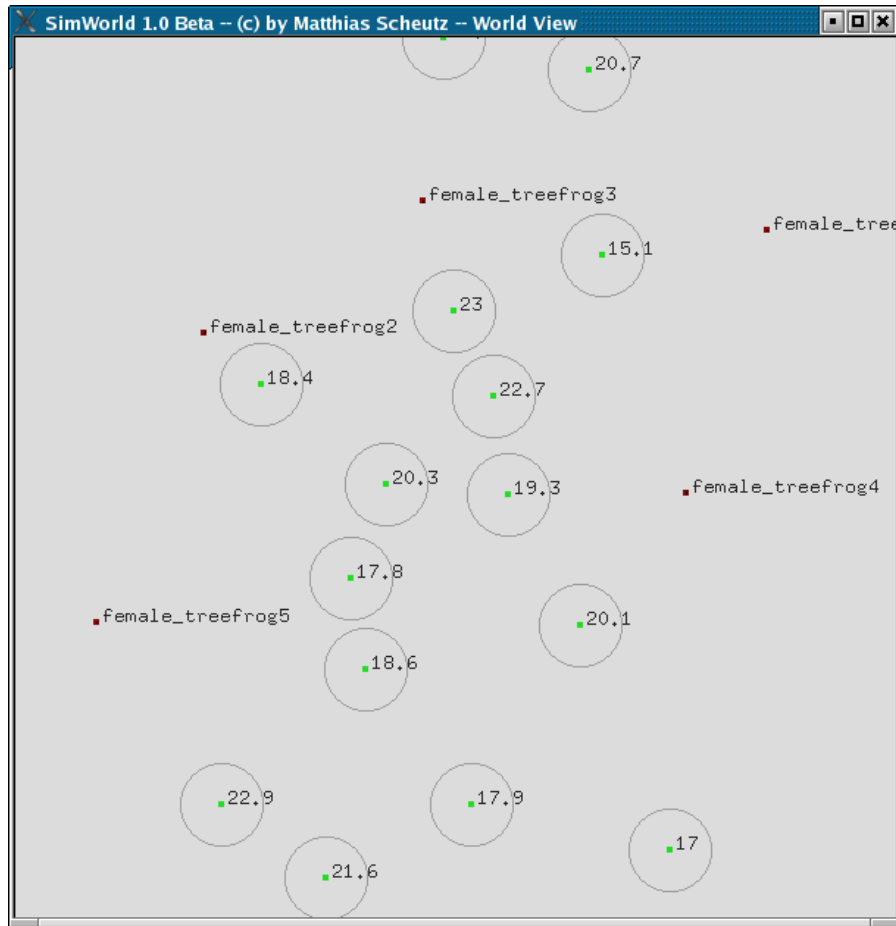 SimWorld 1.0 Beta -- (c) by Matthias Scheutz -- World View
20.7
female_treefrog3
female_tree
15.1
23
female_treefrog2
18.4
22.7
20.3
19.3
female_treefrog4
17.8
female_treefrog5
20.1
18.6
22.9
17.9
17
21.6